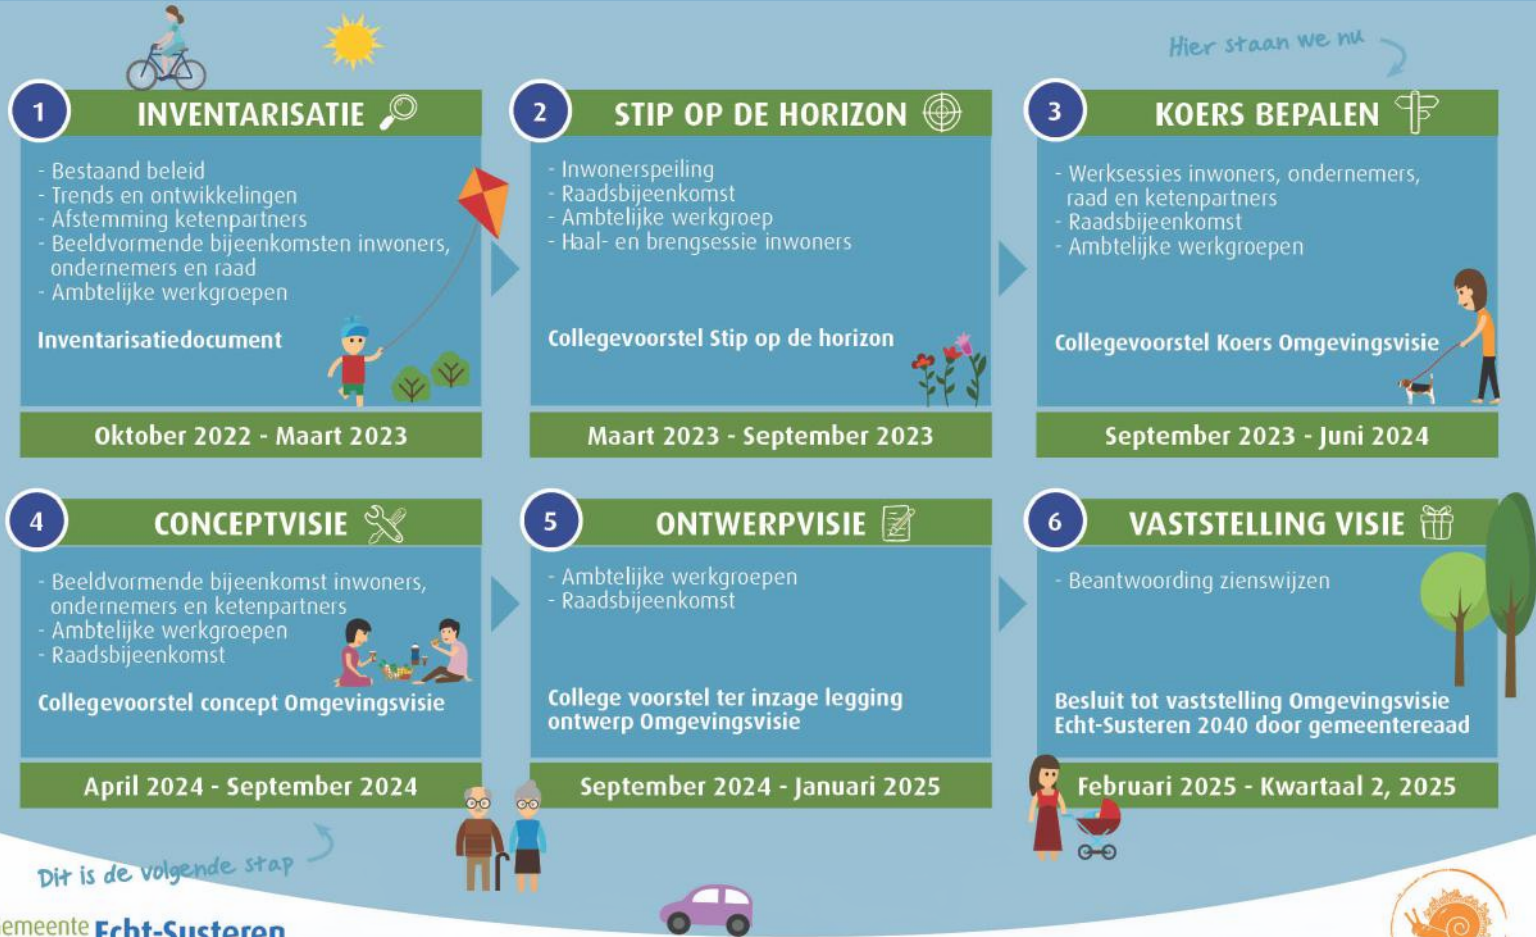 Hier staan we nu
1
INVENTARISATIE
- Bestaand beleid
- Trends en ontwikkelingen
- Afstemming ketenpartners
- Beeldvormende bijeenkomsten inwoners,
ondernemers en raad
- Ambtelijke werkgroepen
Inventarisatiedocument
Oktober 2022 - Maart 2023
2
STIP OP DE HORIZON
- Inwonerspeiling
- Raadsbijeenkomst
- Ambtelijke werkgroep
- Haal- en brengsessie inwoners
Collegevoorstel Stip op de horizon
Maart 2023 - September 2023
3
KOERS BEPALEN
- Werksessies inwoners, ondernemers,
raad en ketenpartners
- Raadsbijeenkomst
- Ambtelijke werkgroepen
Collegevoorstel Koers Omgevingsvisie
September 2023 - Juni 2024
4
CONCEPTVISIE
- Beeldvormende bijeenkomst inwoners,
ondernemers en ketenpartners
- Ambtelijke werkgroepen
- Raadsbijeenkomst
Collegevoorstel concept Omgevingsvisie
April 2024 - September 2024
5
ONTWERPVISIE
- Ambtelijke werkgroepen
- Raadsbijeenkomst
College voorstel ter inzage legging
ontwerp Omgevingsvisie
September 2024 - Januari 2025
6
VASTSTELLING VISIE
- Beantwoording zienswijzen
Besluit tot vaststelling Omgevingsvisie
Echt-Susteren 2040 door gemeentereaad
Februari 2025 - Kwartaal 2, 2025
Dit is de volgende stap
emeente Echt-Susteren